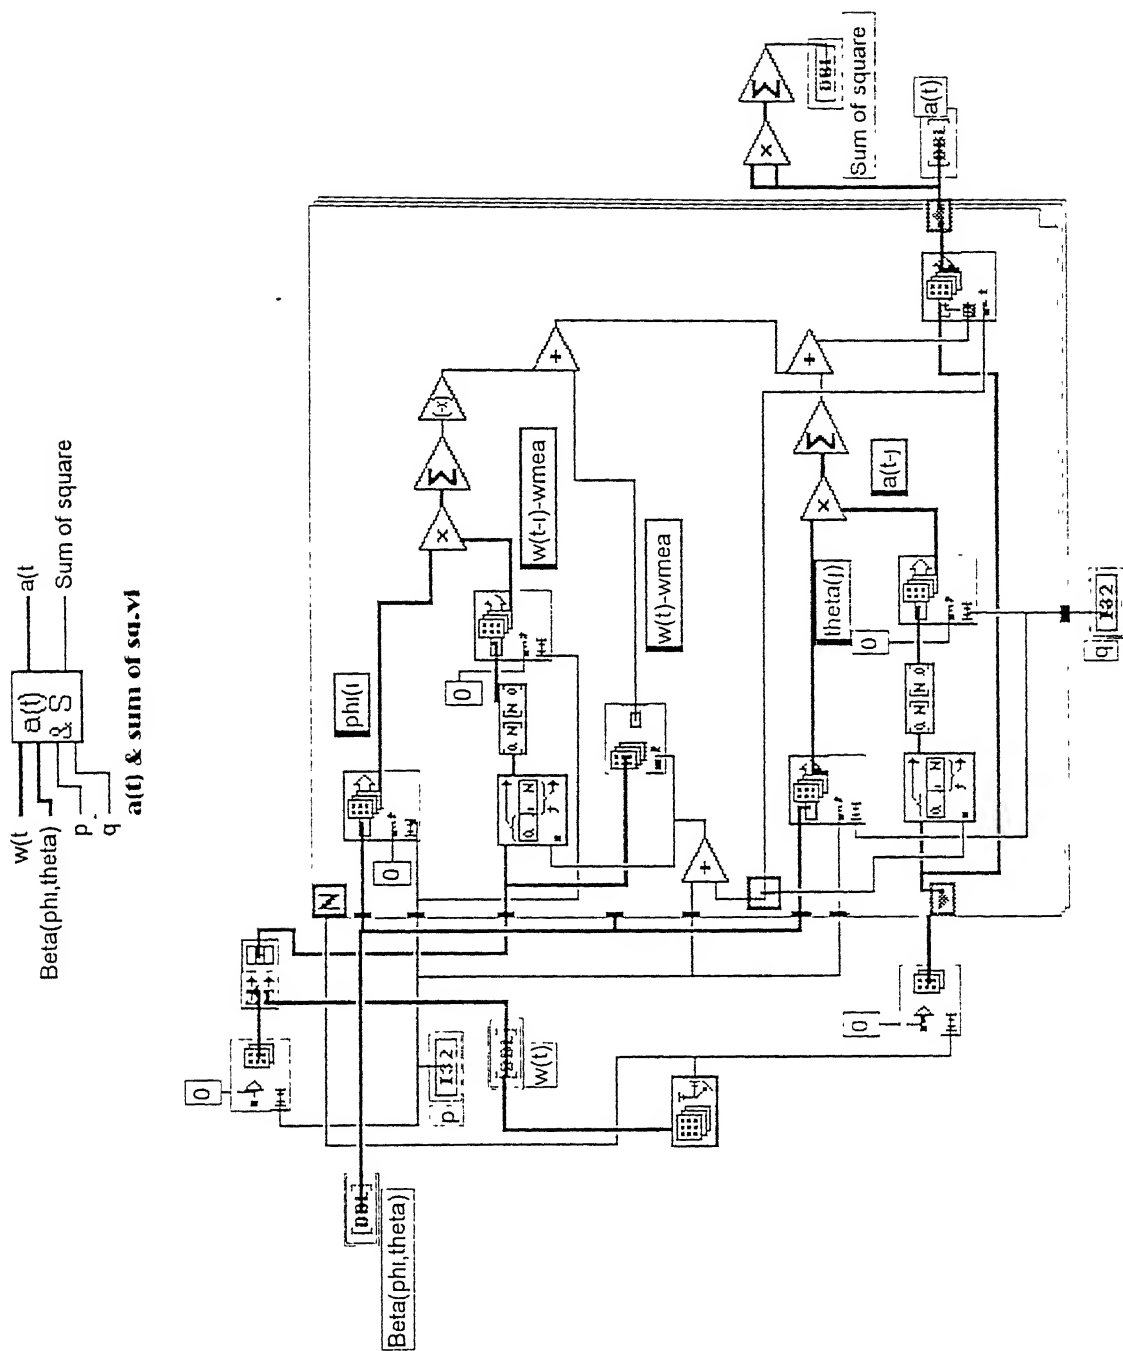 w(t
Beta(phi,theta)
p
q
a(t)
& S
a(t
Sum of square
a(t) & sum of sq.vi
Beta(phi,theta)
[DBL]
0
p
I32
w(t)
[DBL]
N
0
phi(i
0
w(t-i)-wmea
w(t)-wmea
×
Σ
(-x)
+
+
0
theta(j)
0
a(t-j
×
Σ
+
q
I32
a(t)
[DBL]
×
Σ
DBL
Sum of square